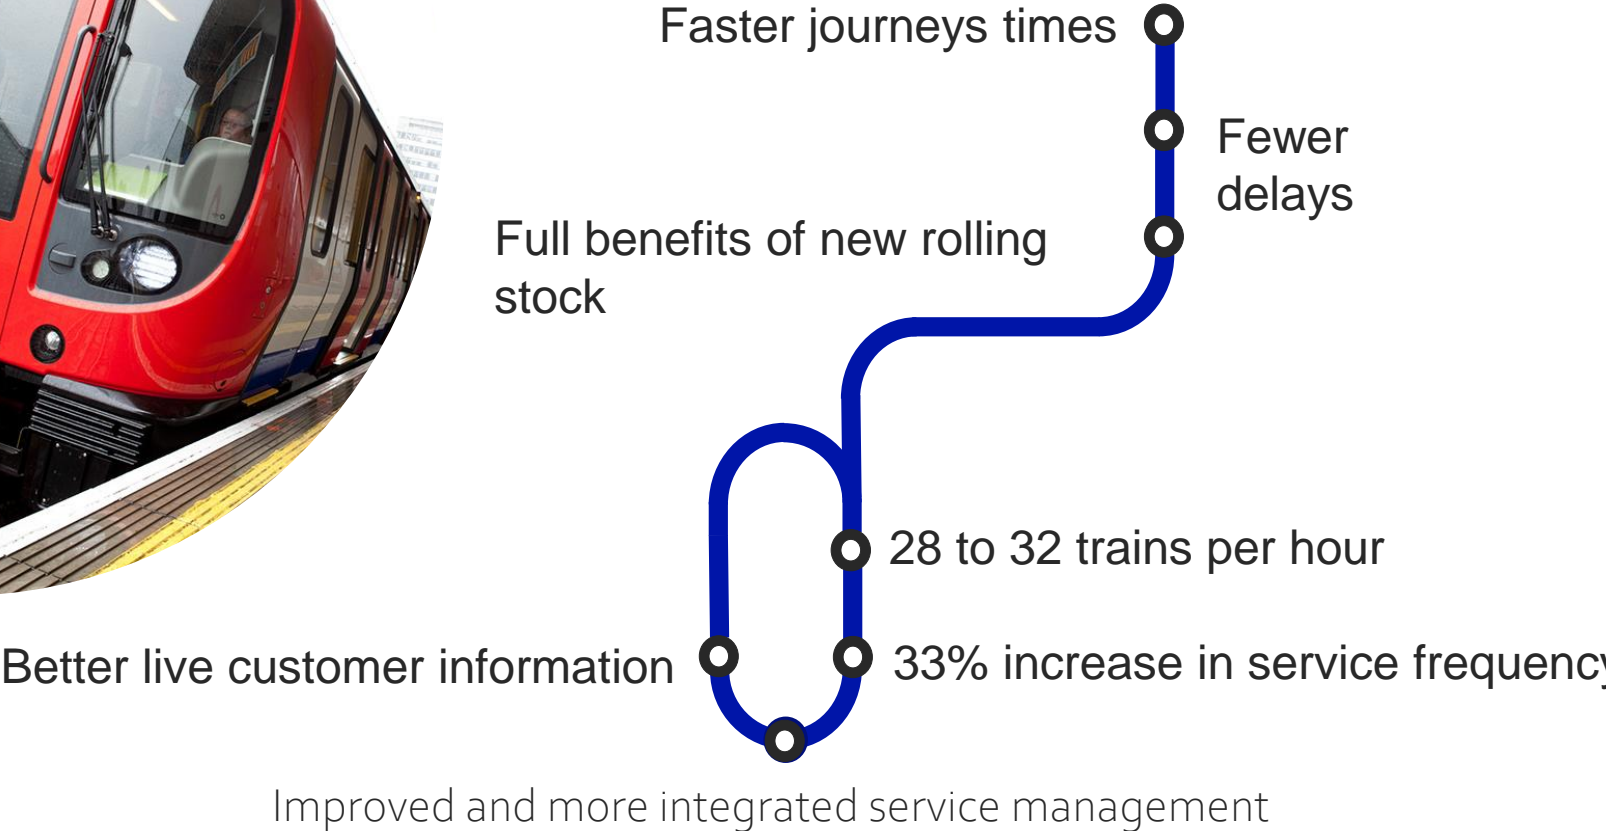 Faster journeys times
Fewer
delays
Full benefits of new rolling
stock
28 to 32 trains per hour
Better live customer information
33% increase in service frequency
Improved and more integrated service management